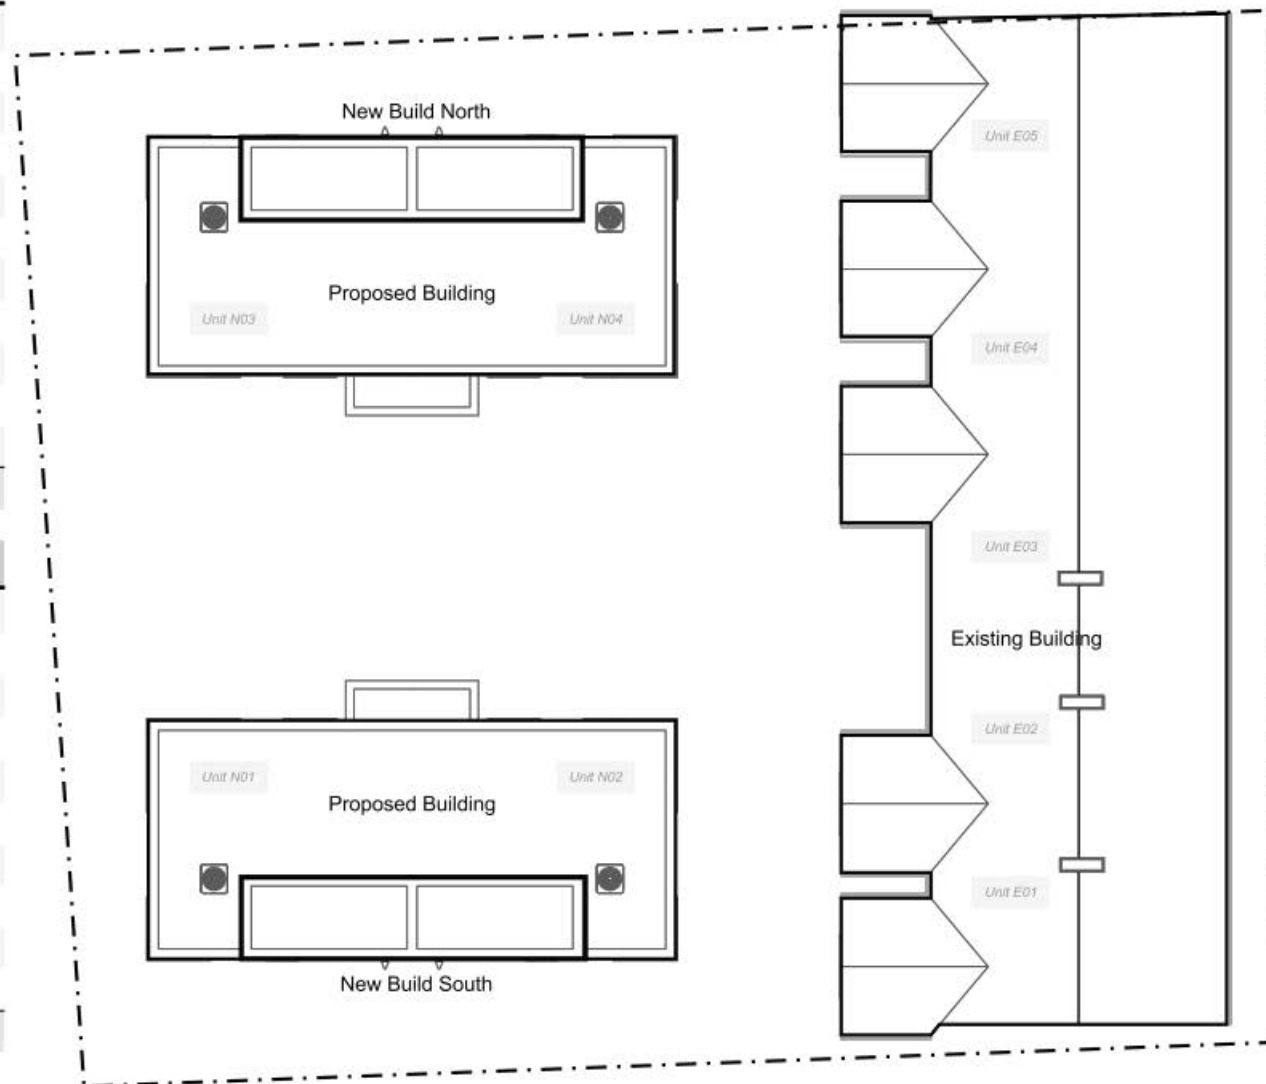 New Build North
Unit E05
Proposed Building
Unit N03
Unit N04
Unit E04
Unit E03
Existing Building
Unit E02
Unit N01
Unit N02
Proposed Building
Unit E01
New Build South